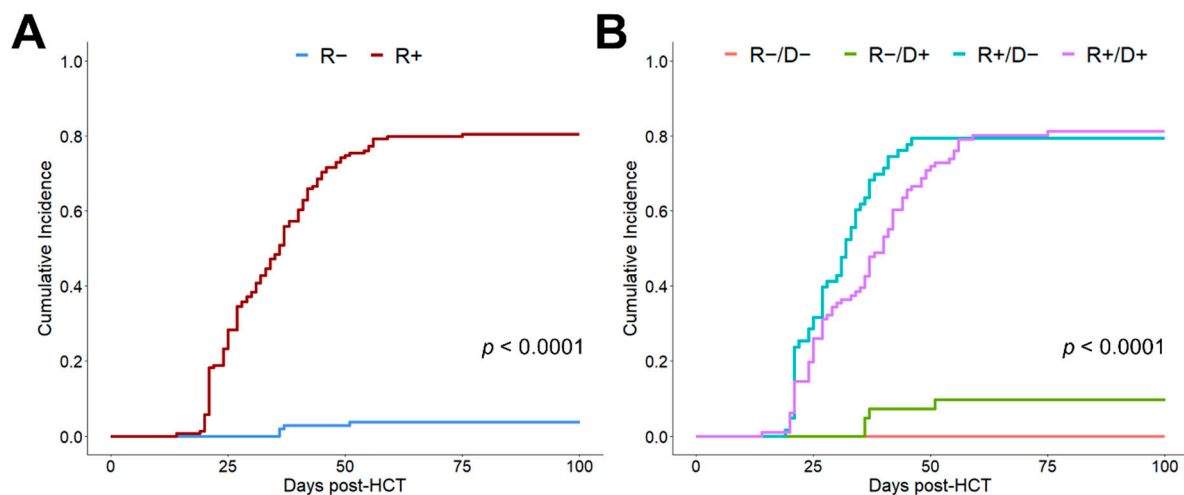 A
R− R+
Cumulative Incidence
1.0
0.8
0.6
0.4
0.2
0.0
p < 0.0001
0 25 50 75 100
Days post-HCT
B
R−/D− R−/D+ R+/D− R+/D+
Cumulative Incidence
1.0
0.8
0.6
0.4
0.2
0.0
p < 0.0001
0 25 50 75 100
Days post-HCT